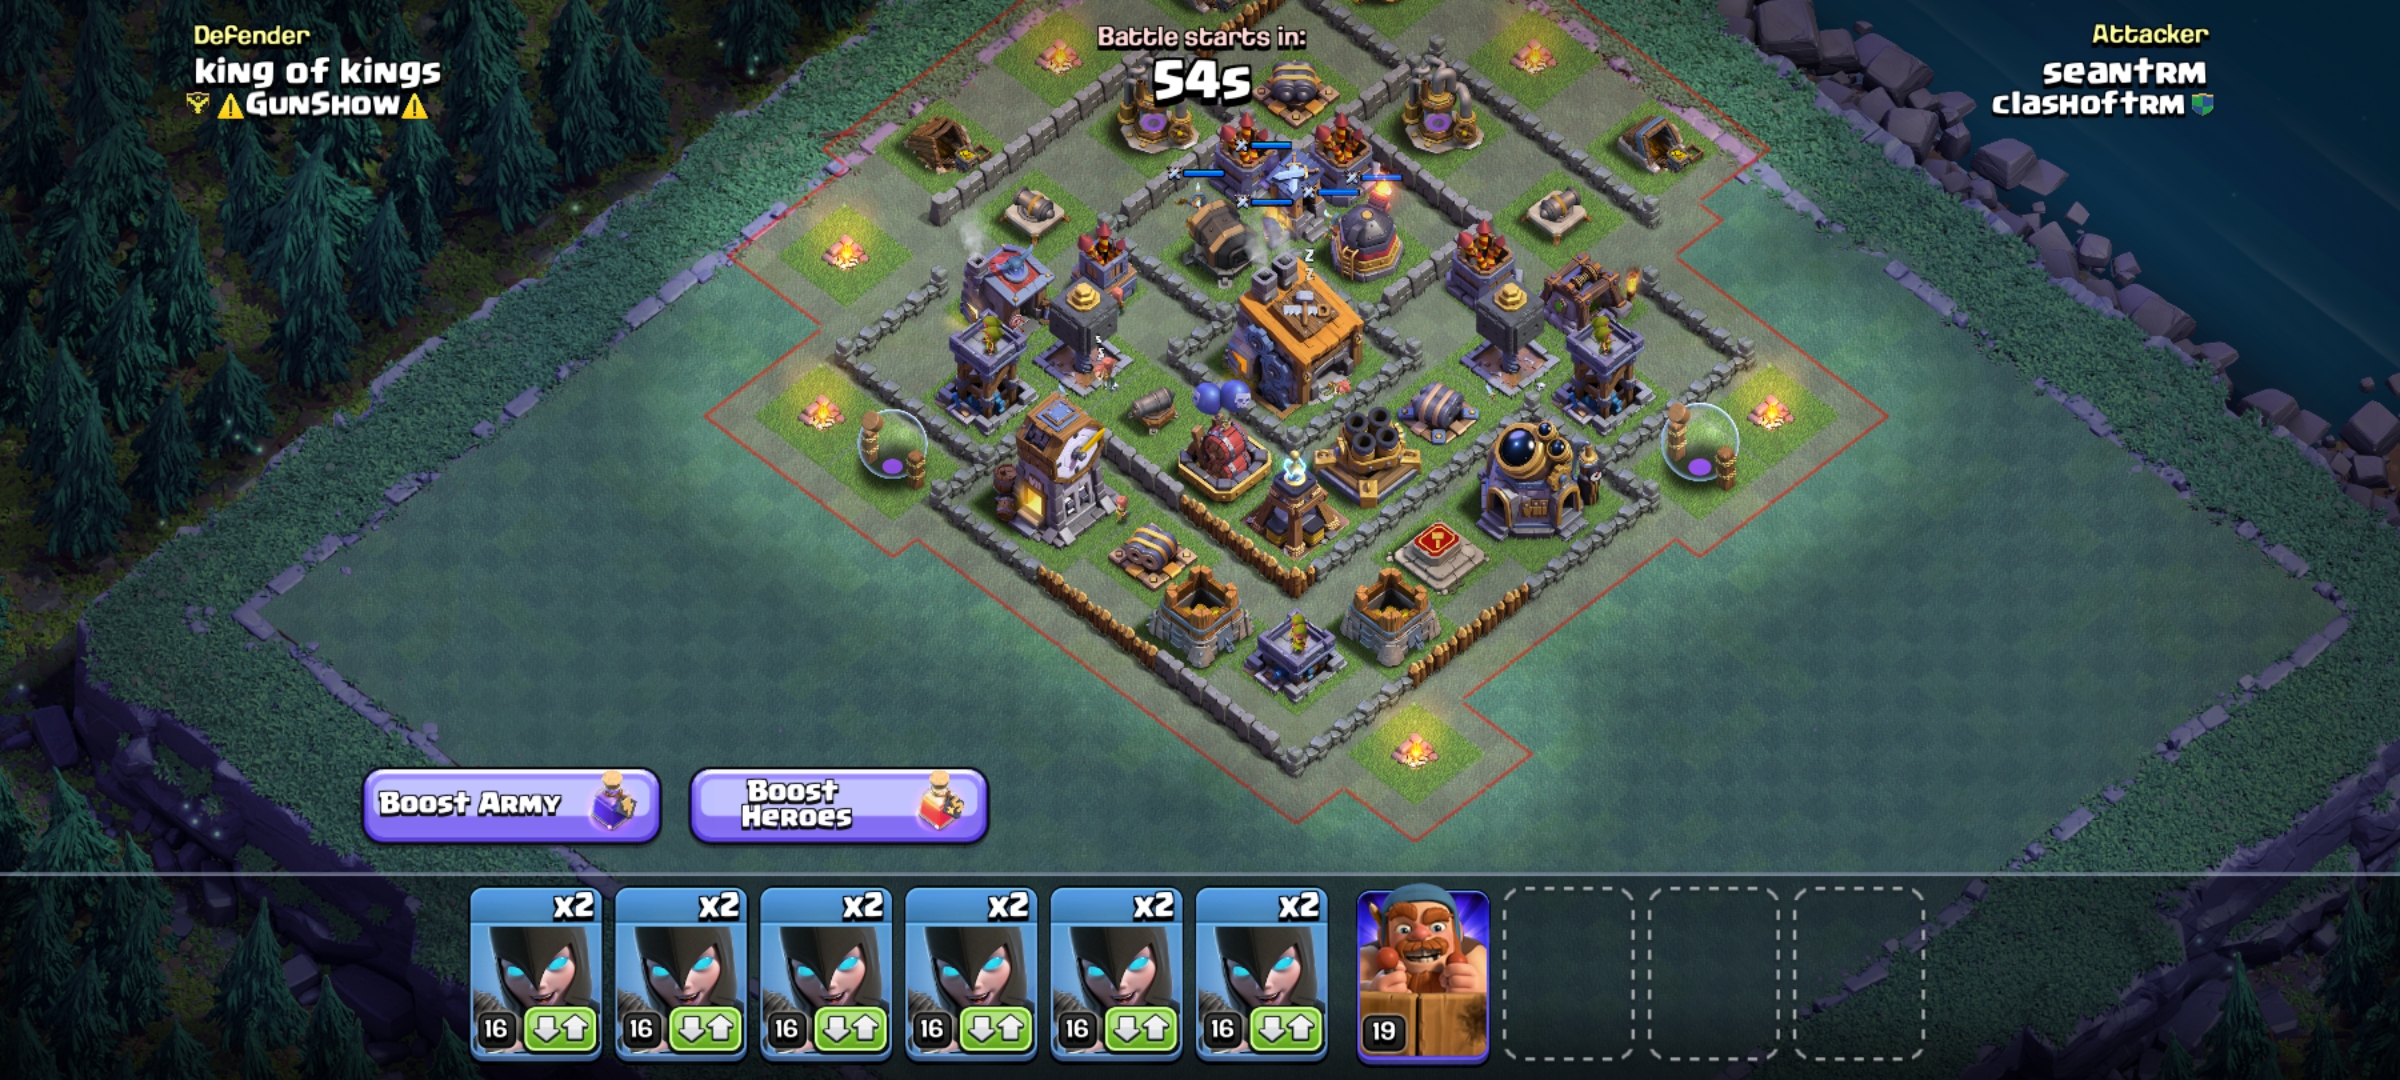 Defender
king of kings
⚠️GUNSHOW⚠️
Battle starts in:
54s
Attacker
seantRM
clashoftRM
Boost Army
Boost Heroes
x2
x2
x2
x2
x2
x2
16
16
16
16
16
16
19
z
z